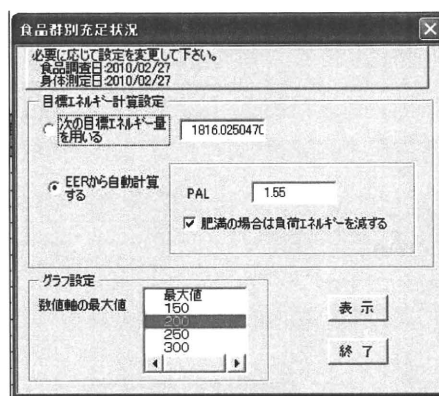 食品群別充足状況
必要に応じて設定を変更して下さい。
食品調査日:2010/02/27
身体測定日:2010/02/27
目標エネルギー計算設定
次の目標エネルギー量
を用いる
1816.0250470
EERから自動計算
する
PAL
1.55
肥満の場合は負荷エネルギーを減ずる
グラフ設定
数値軸の最大値
最大値
150
200
250
300
表示
終了